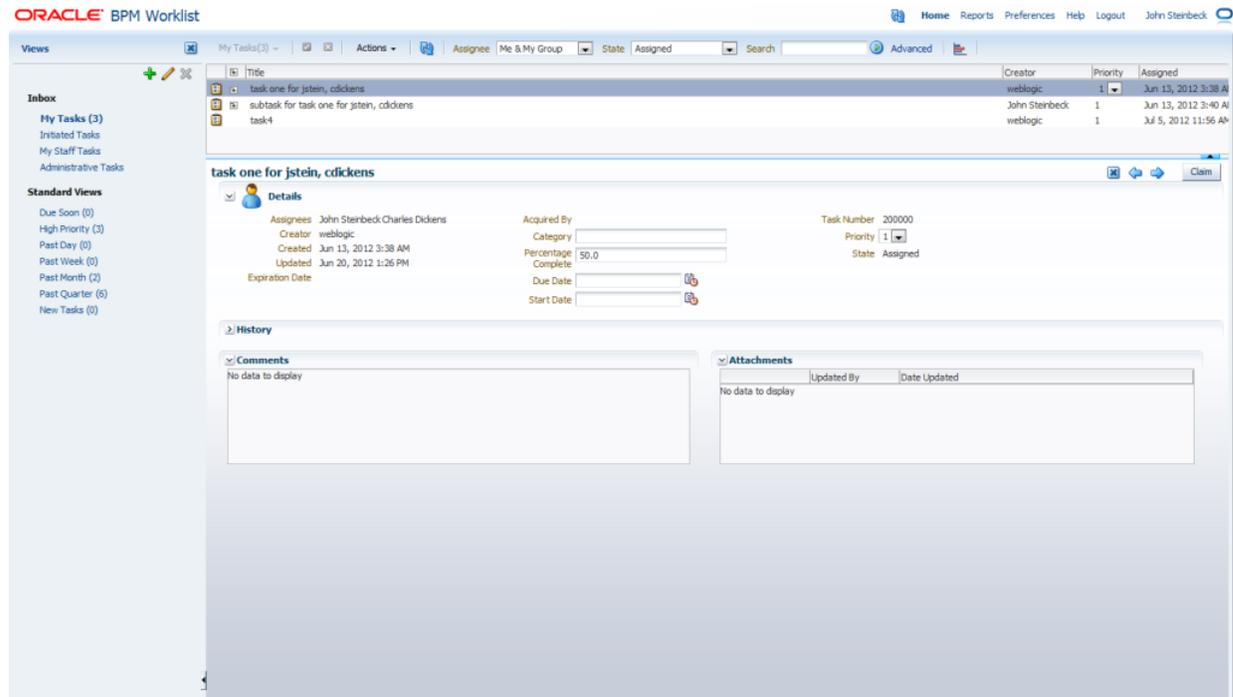 ORACLE BPM Worklist
Home Reports Preferences Help Logout John Steinbeck
Views
My Tasks(3) Actions Assignee Me & My Group State Assigned Search Advanced
Title Creator Priority Assigned
task one for jstein, cdickens weblogic 1 Jun 13, 2012 3:38 A
subtask for task one for jstein, cdickens John Steinbeck 1 Jun 13, 2012 3:40 A
task4 weblogic 1 Jul 5, 2012 11:56 A
Inbox
My Tasks (3)
Initiated Tasks
My Staff Tasks
Administrative Tasks
Standard Views
Due Soon (0)
High Priority (3)
Past Day (0)
Past Week (0)
Past Month (2)
Past Quarter (6)
New Tasks (0)
task one for jstein, cdickens Claim
Details
Assignees John Steinbeck Charles Dickens
Creator weblogic
Created Jun 13, 2012 3:38 AM
Updated Jun 20, 2012 1:26 PM
Expiration Date
Acquired By
Category
Percentage Complete 50.0
Due Date
Start Date
Task Number 200000
Priority 1
State Assigned
History
Comments
No data to display
Attachments
Updated By Date Updated
No data to display